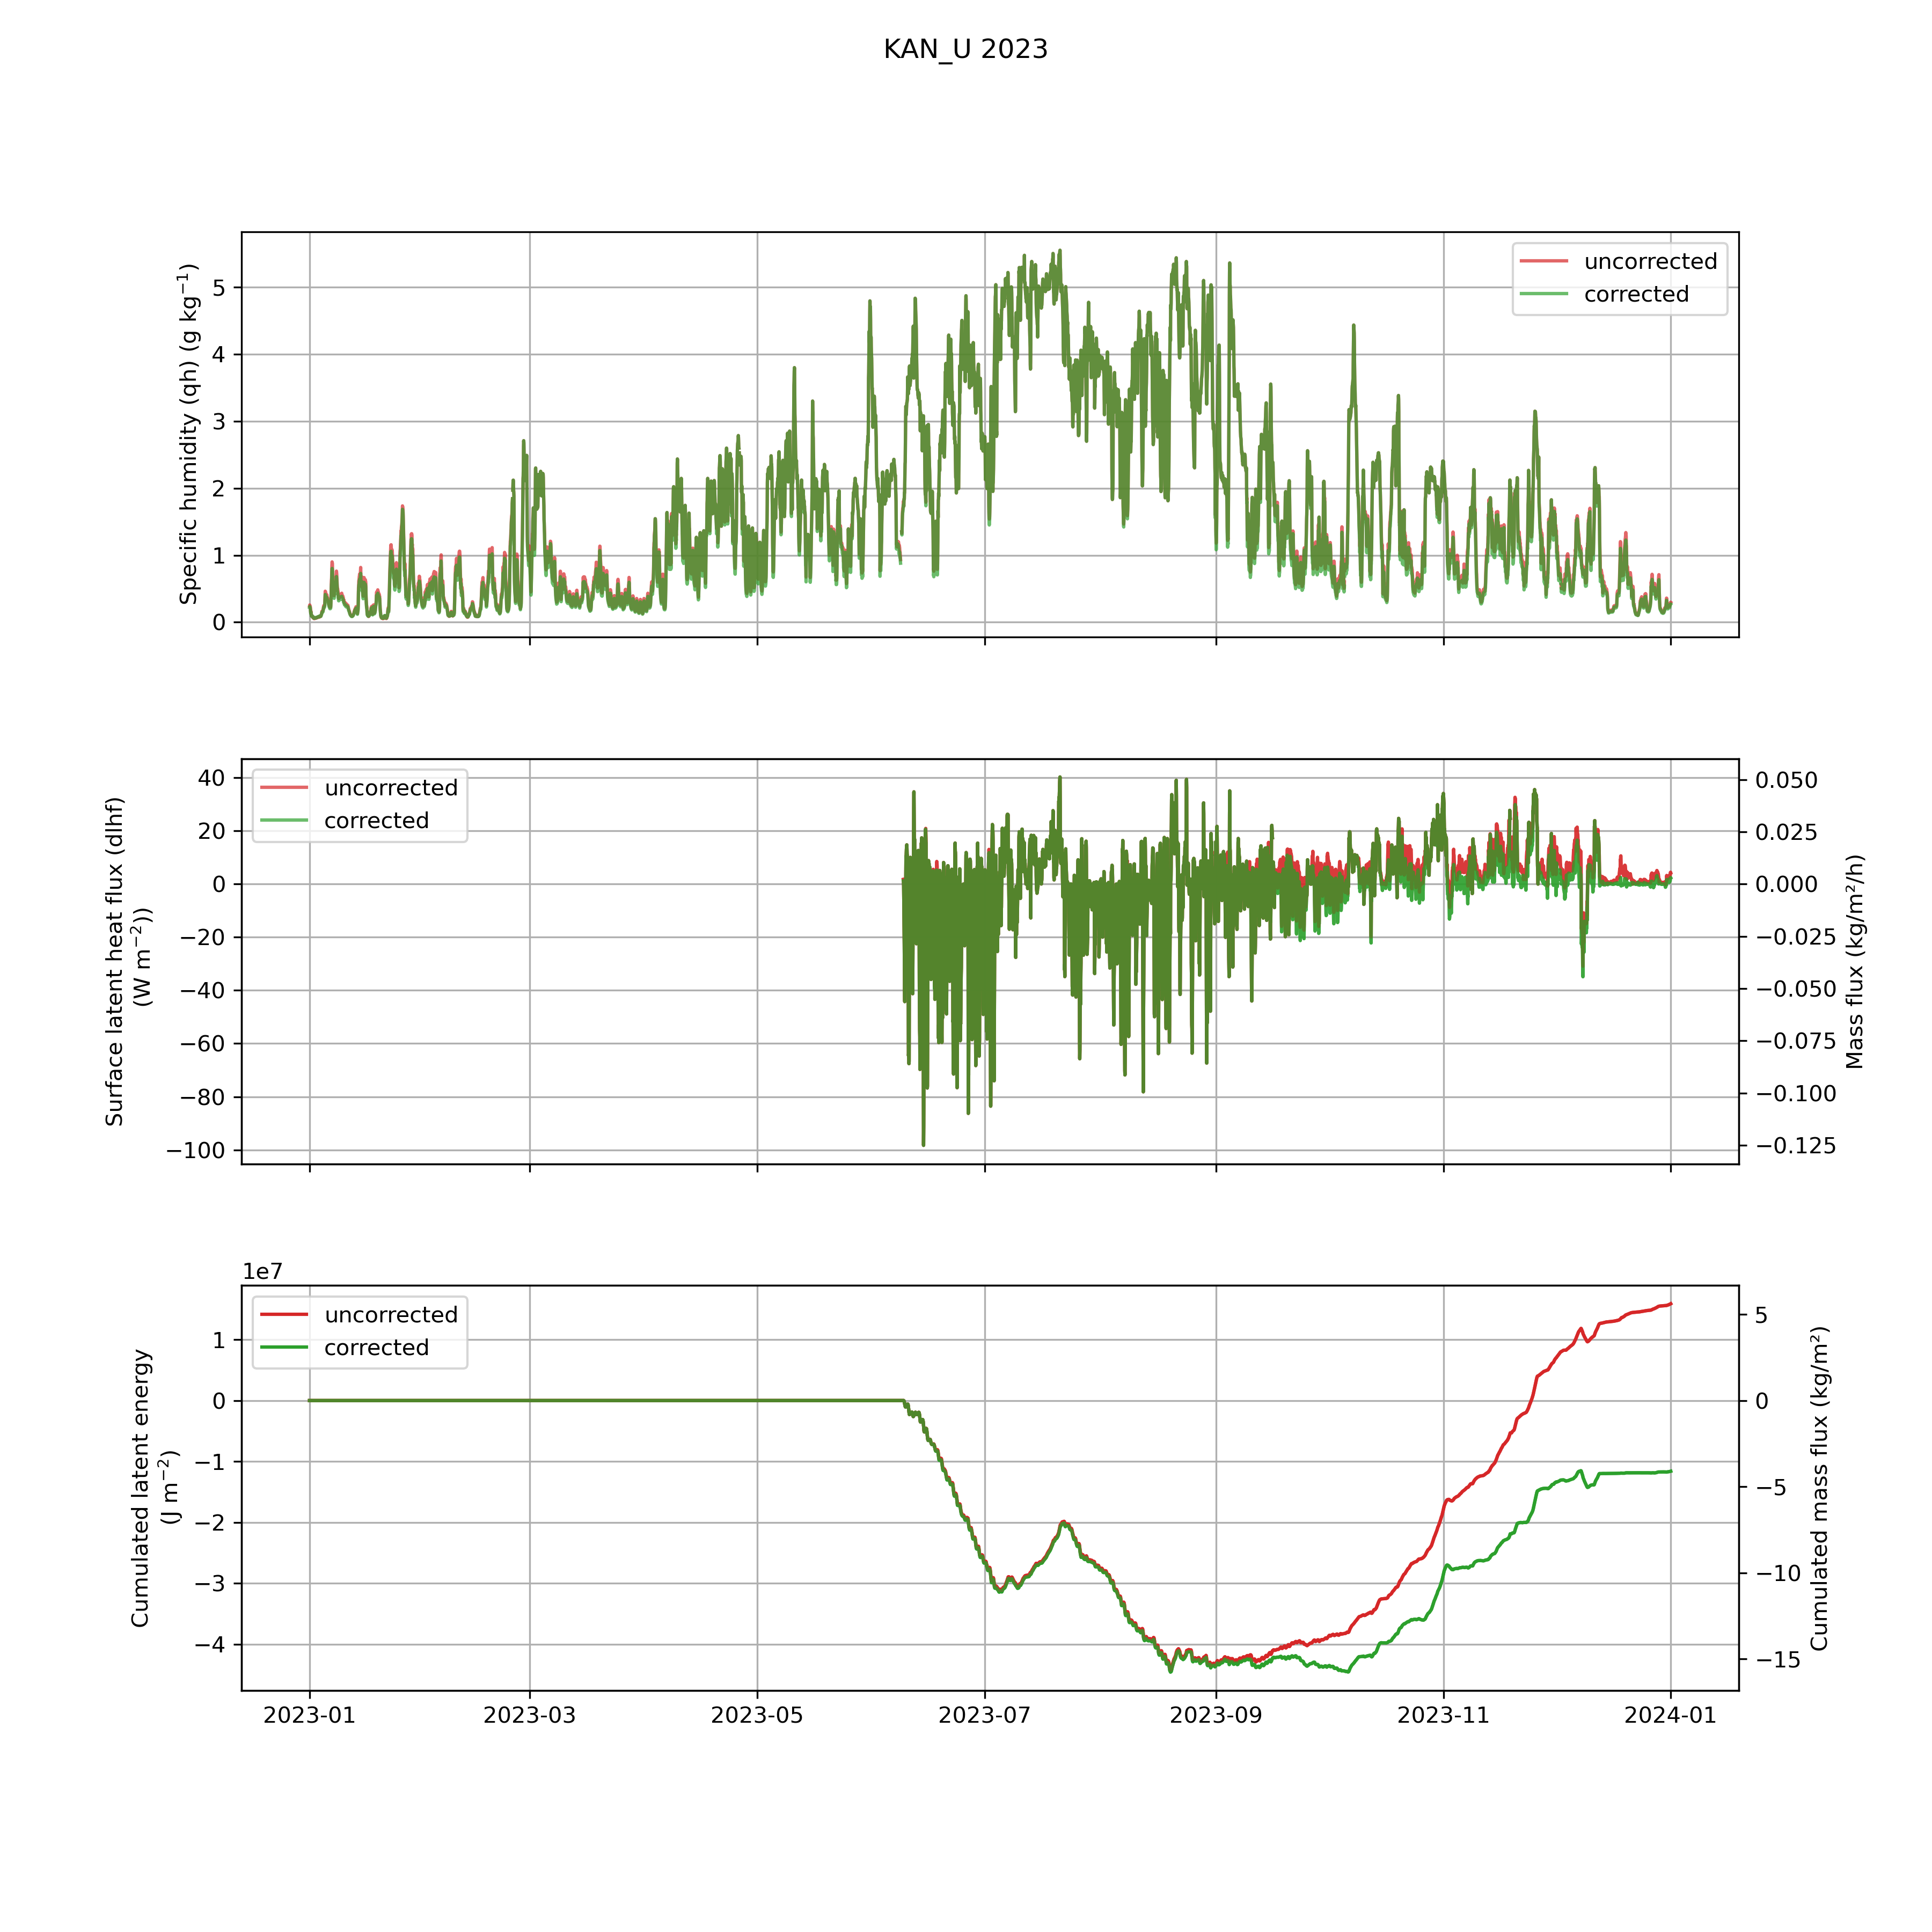 KAN_U 2023
Specific humidity (qh) (g kg⁻¹)
5
4
3
2
1
0
uncorrected
corrected
Surface latent heat flux (dlhf)
(W m⁻²))
40
20
0
−20
−40
−60
−80
−100
uncorrected
corrected
0.050
0.025
0.000
−0.025
−0.050
−0.075
−0.100
−0.125
Mass flux (kg/m²/h)
1e7
Cumulated latent energy
(J m⁻²)
1
0
−1
−2
−3
−4
uncorrected
corrected
5
0
−5
−10
−15
Cumulated mass flux (kg/m²)
2023-01
2023-03
2023-05
2023-07
2023-09
2023-11
2024-01